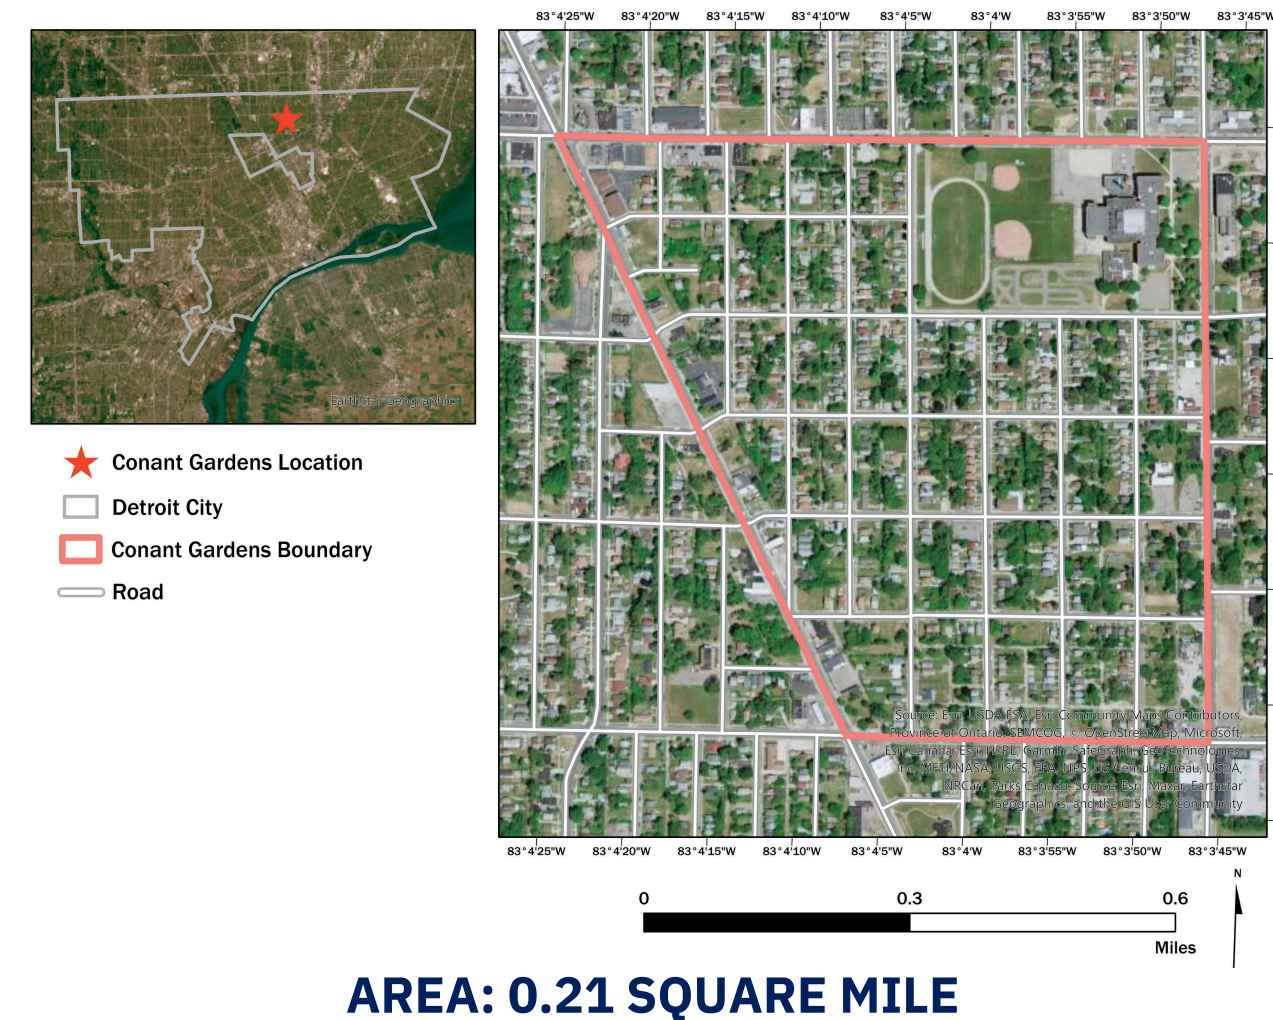 83°4'25"W 83°4'20"W 83°4'15"W 83°4'10"W 83°4'5"W 83°4'W 83°3'55"W 83°3'50"W 83°3'45"W
Earthstar Geographics
Conant Gardens Location
Detroit City
Conant Gardens Boundary
Road
Source: Esri, USDA FSA, Esri Community Maps Contributors,
Province of Ontario, SEMCOG, © OpenStreetMap, Microsoft,
Esri Canada, Esri, HERE, Garmin, SafeGraph, GeoTechnologies,
Inc, METI/NASA, USGS, EPA, NPS, US Census Bureau, USDA,
NRCan, Parks Canada, Source: Esri, Maxar, Earthstar
Geographics, and the GIS User Community
83°4'25"W 83°4'20"W 83°4'15"W 83°4'10"W 83°4'5"W 83°4'W 83°3'55"W 83°3'50"W 83°3'45"W
N
0 0.3 0.6
Miles
AREA: 0.21 SQUARE MILE